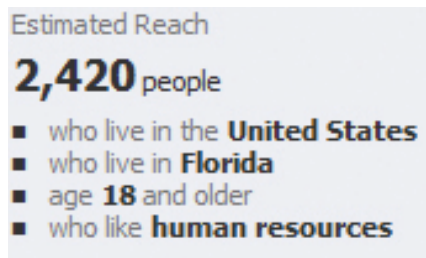 Estimated Reach
2,420 people
▪ who live in the United States
▪ who live in Florida
▪ age 18 and older
▪ who like human resources